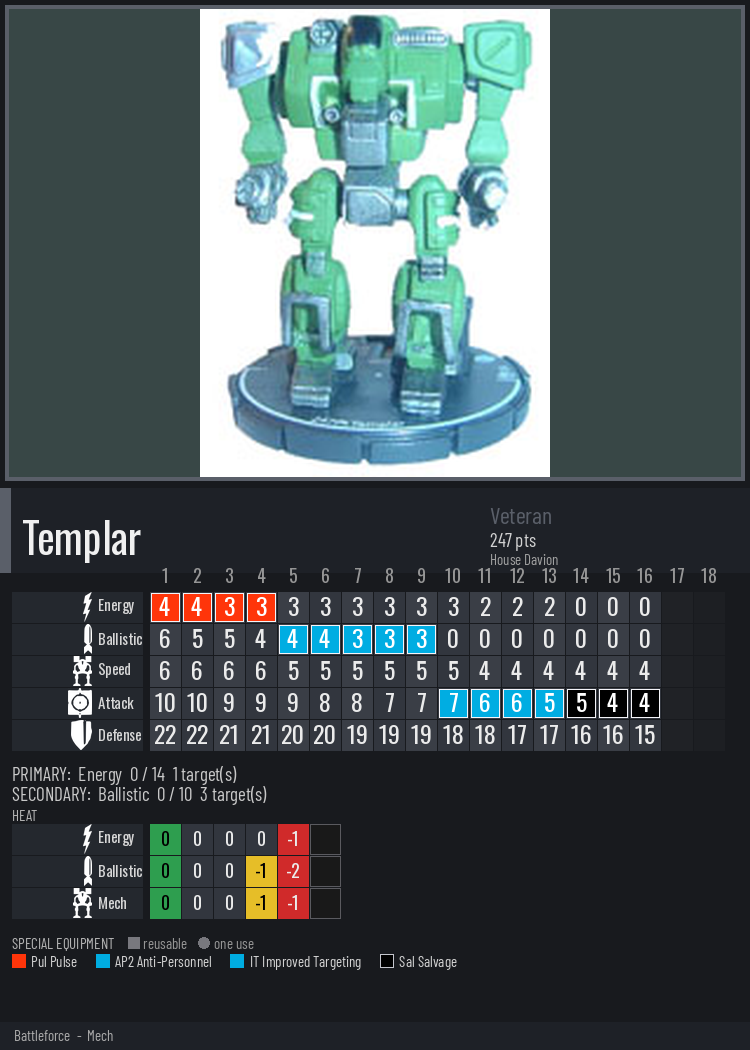 Templar
Veteran
247 pts
House Davion
1 2 3 4 5 6 7 8 9 10 11 12 13 14 15 16 17 18
Energy 4 4 3 3 3 3 3 3 3 3 2 2 2 0 0 0
Ballistic 6 5 5 4 4 4 3 3 3 0 0 0 0 0 0 0
Speed 6 6 6 6 5 5 5 5 5 5 4 4 4 4 4 4
Attack 10 10 9 9 9 8 8 7 7 7 6 6 5 5 4 4
Defense 22 22 21 21 20 20 19 19 19 18 18 17 17 16 16 15
PRIMARY: Energy 0 / 14 1 target(s)
SECONDARY: Ballistic 0 / 10 3 target(s)
HEAT
Energy 0 0 0 0 -1
Ballistic 0 0 0 -1 -2
Mech 0 0 0 -1 -1
SPECIAL EQUIPMENT reusable one use
Pul Pulse AP2 Anti-Personnel IT Improved Targeting Sal Salvage
Battleforce - Mech